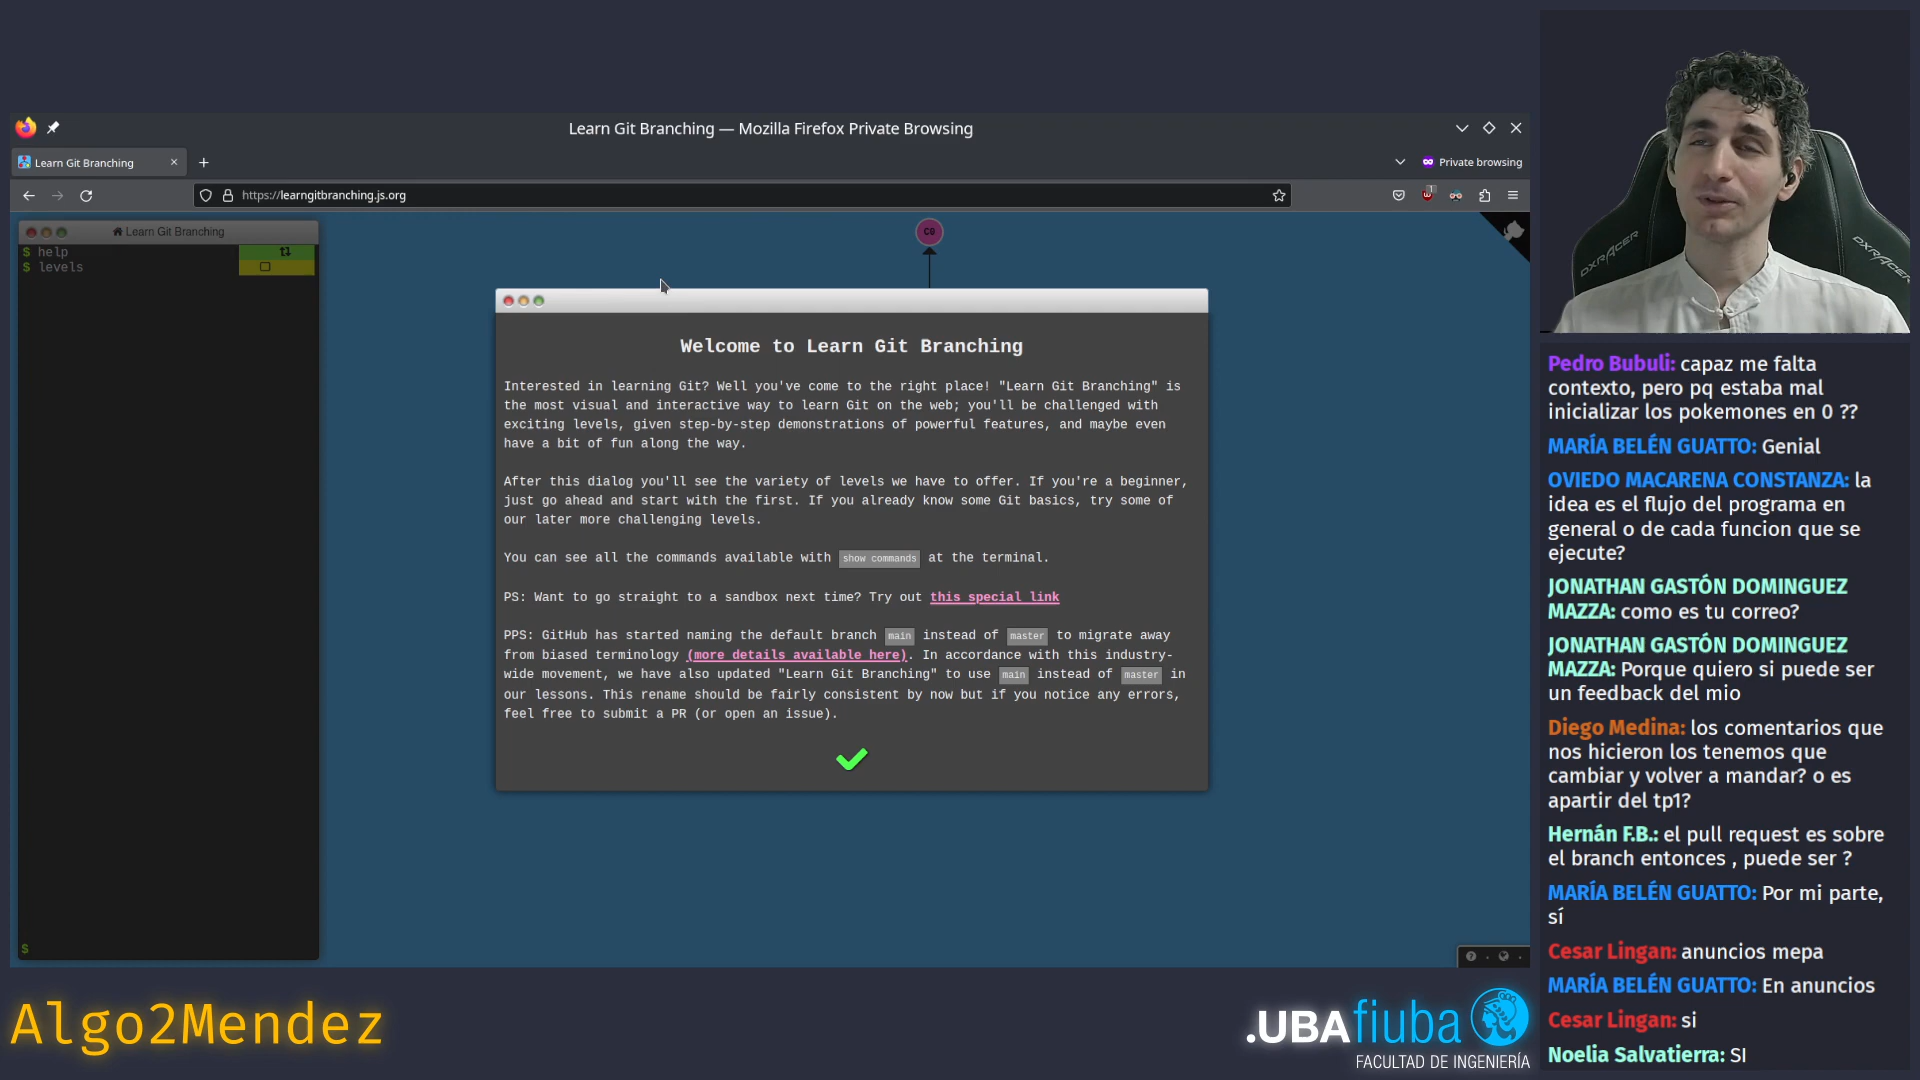 Learn Git Branching — Mozilla Firefox Private Browsing
Learn Git Branching
Private browsing
https://learngitbranching.js.org
Learn Git Branching
$ help
$ levels
$
C0
Welcome to Learn Git Branching
Interested in learning Git? Well you've come to the right place! "Learn Git Branching" is
the most visual and interactive way to learn Git on the web; you'll be challenged with
exciting levels, given step-by-step demonstrations of powerful features, and maybe even
have a bit of fun along the way.
After this dialog you'll see the variety of levels we have to offer. If you're a beginner,
just go ahead and start with the first. If you already know some Git basics, try some of
our later more challenging levels.
You can see all the commands available with show commands at the terminal.
PS: Want to go straight to a sandbox next time? Try out this special link
PPS: GitHub has started naming the default branch main instead of master to migrate away
from biased terminology (more details available here). In accordance with this industry-
wide movement, we have also updated "Learn Git Branching" to use main instead of master in
our lessons. This rename should be fairly consistent by now but if you notice any errors,
feel free to submit a PR (or open an issue).
DXRACER
DXRACER
Pedro Bubuli: capaz me falta
contexto, pero pq estaba mal
inicializar los pokemones en 0 ??
MARÍA BELÉN GUATTO: Genial
OVIEDO MACARENA CONSTANZA: la
idea es el flujo del programa en
general o de cada funcion que se
ejecute?
JONATHAN GASTÓN DOMINGUEZ
MAZZA: como es tu correo?
JONATHAN GASTÓN DOMINGUEZ
MAZZA: Porque quiero si puede ser
un feedback del mio
Diego Medina: los comentarios que
nos hicieron los tenemos que
cambiar y volver a mandar? o es
apartir del tp1?
Hernán F.B.: el pull request es sobre
el branch entonces , puede ser ?
MARÍA BELÉN GUATTO: Por mi parte,
sí
Cesar Lingan: anuncios mepa
MARÍA BELÉN GUATTO: En anuncios
Cesar Lingan: si
Noelia Salvatierra: SI
Algo2Mendez
.UBAfiuba
FACULTAD DE INGENIERÍA